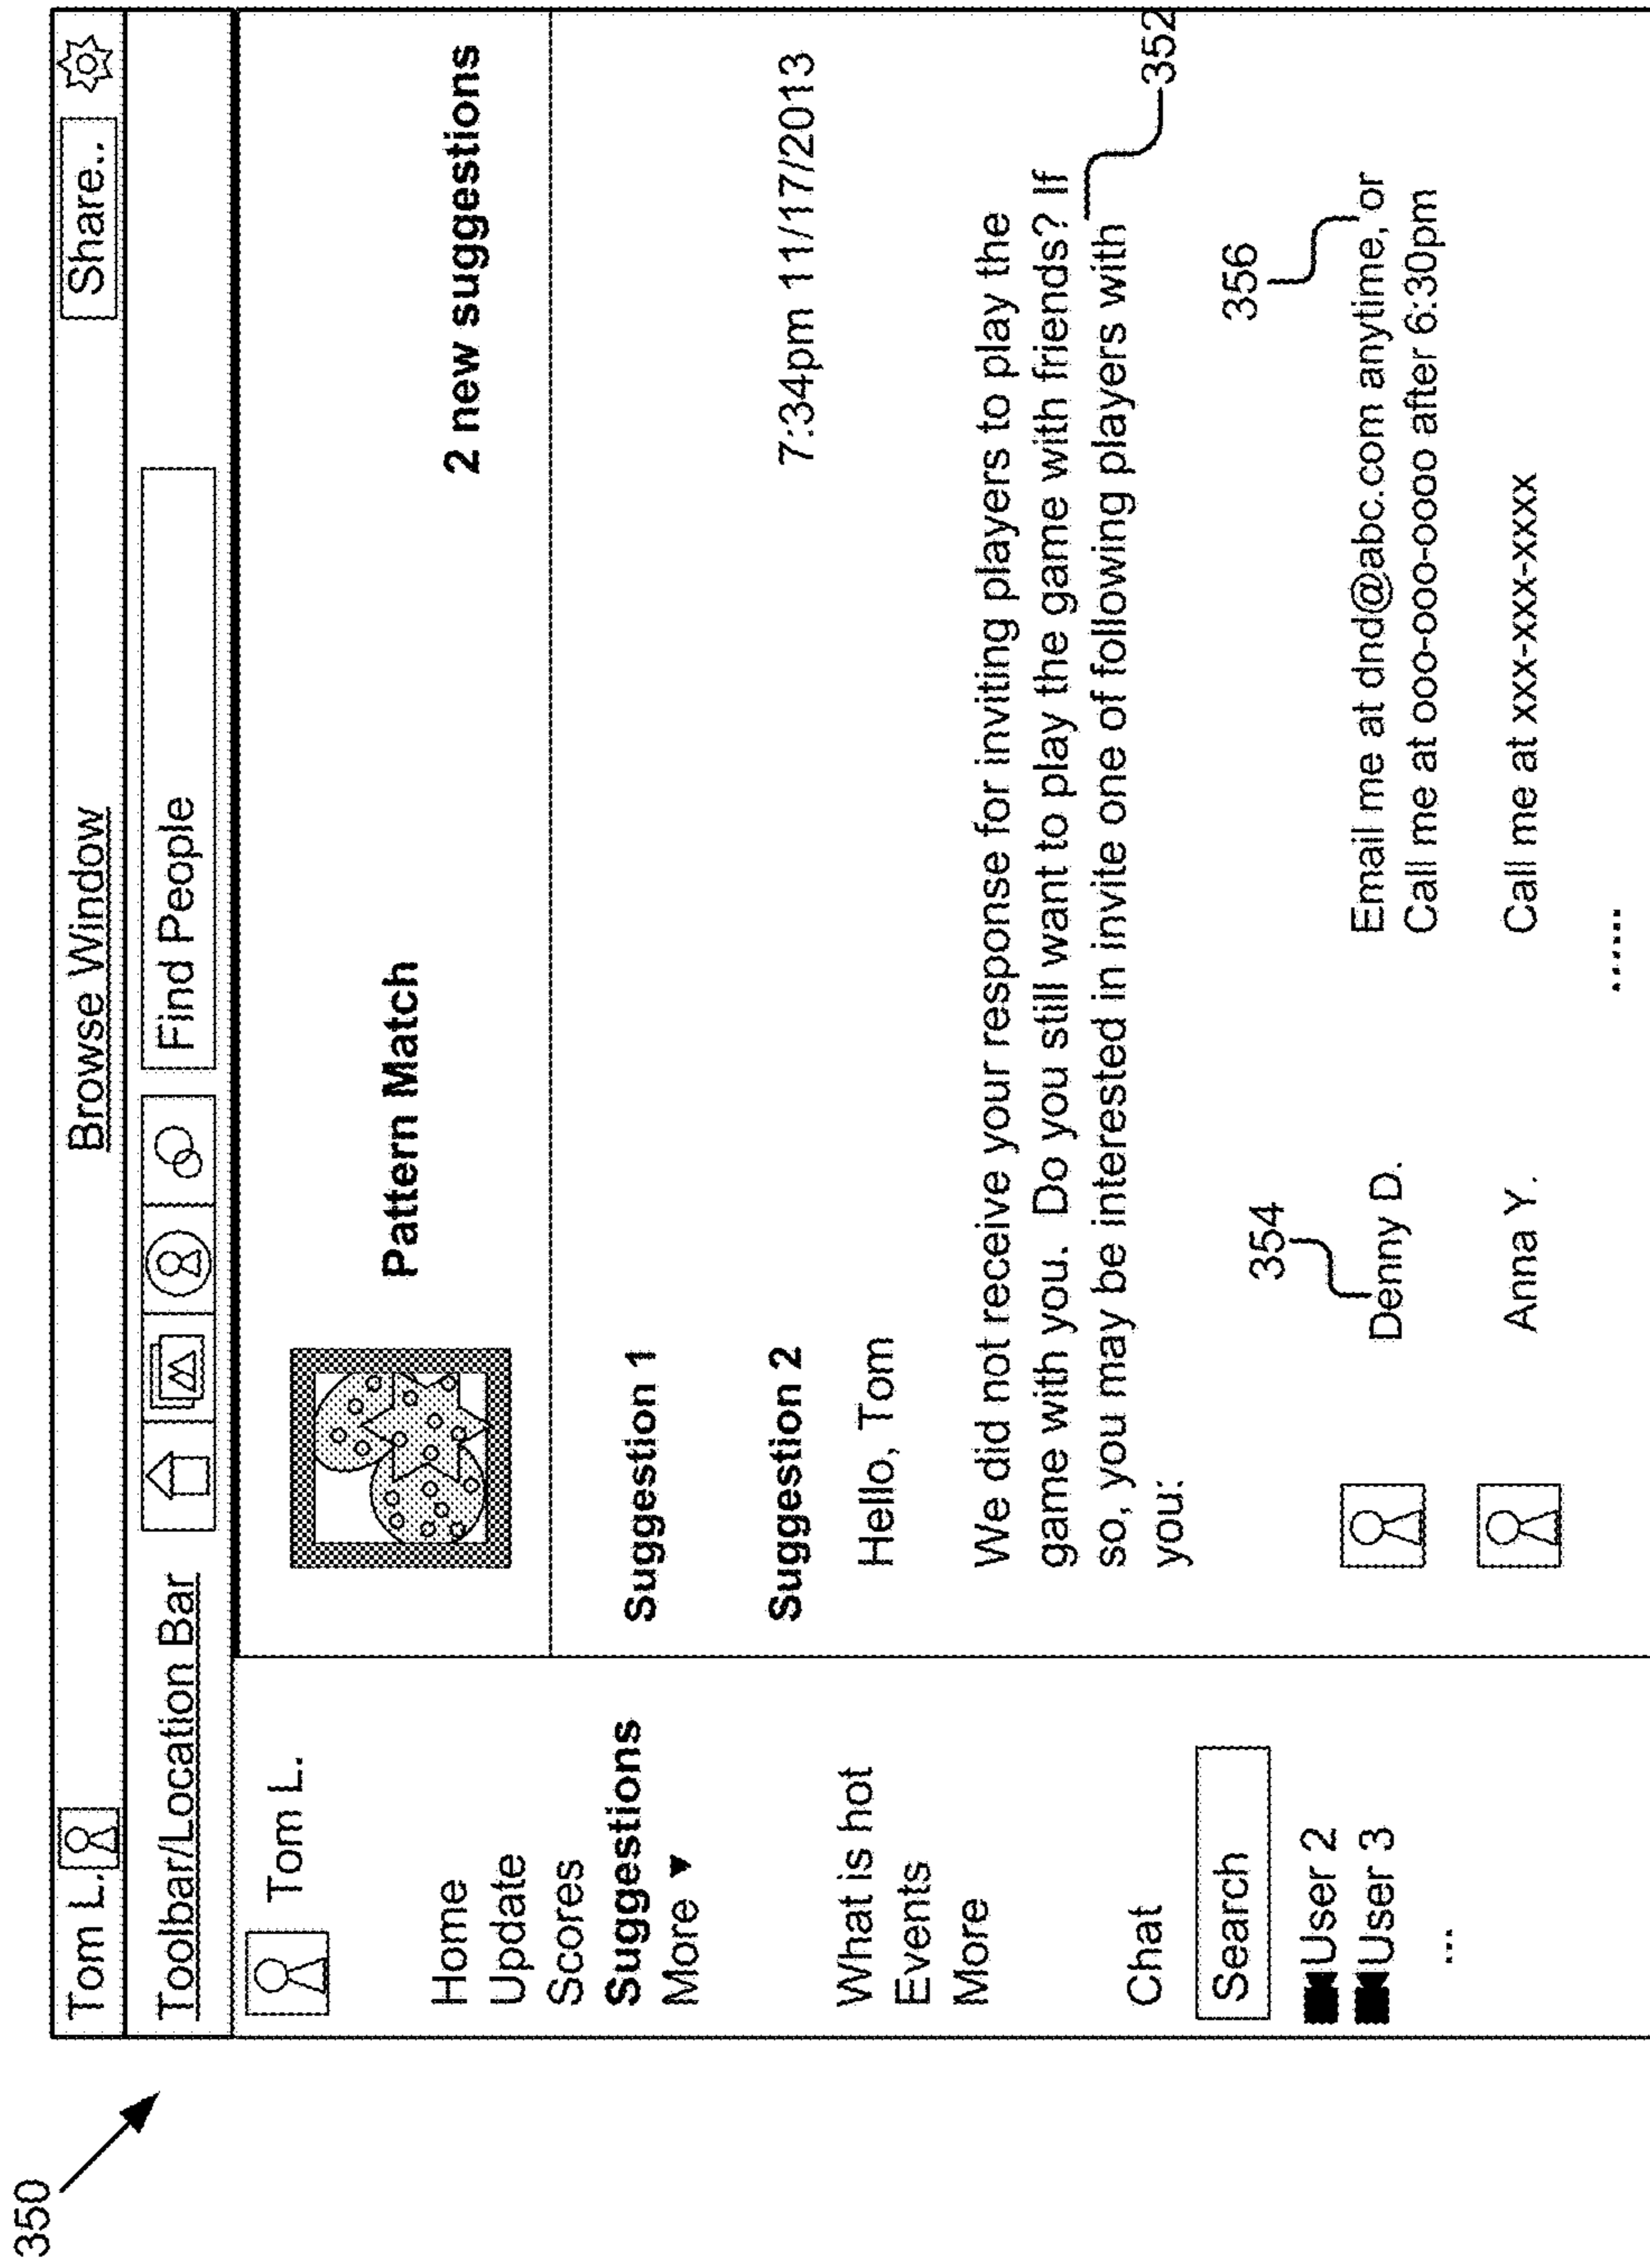 350
Tom L.
Browse Window
Share..
Toolbar/Location Bar
Find People
Tom L.
Home
Update
Scores
Suggestions
More
What is hot
Events
More
Chat
Search
User 2
User 3
...
Pattern Match
2 new suggestions
Suggestion 1
Suggestion 2
7:34pm 11/17/2013
Hello, Tom
We did not receive your response for inviting players to play the
game with you. Do you still want to play the game with friends? If
so, you may be interested in invite one of following players with
you:
352
354
356
Denny D.
Email me at dnd@abc.com anytime, or
Call me at ooo-ooo-oooo after 6:30pm
Anna Y.
Call me at xxx-xxx-xxxx
......